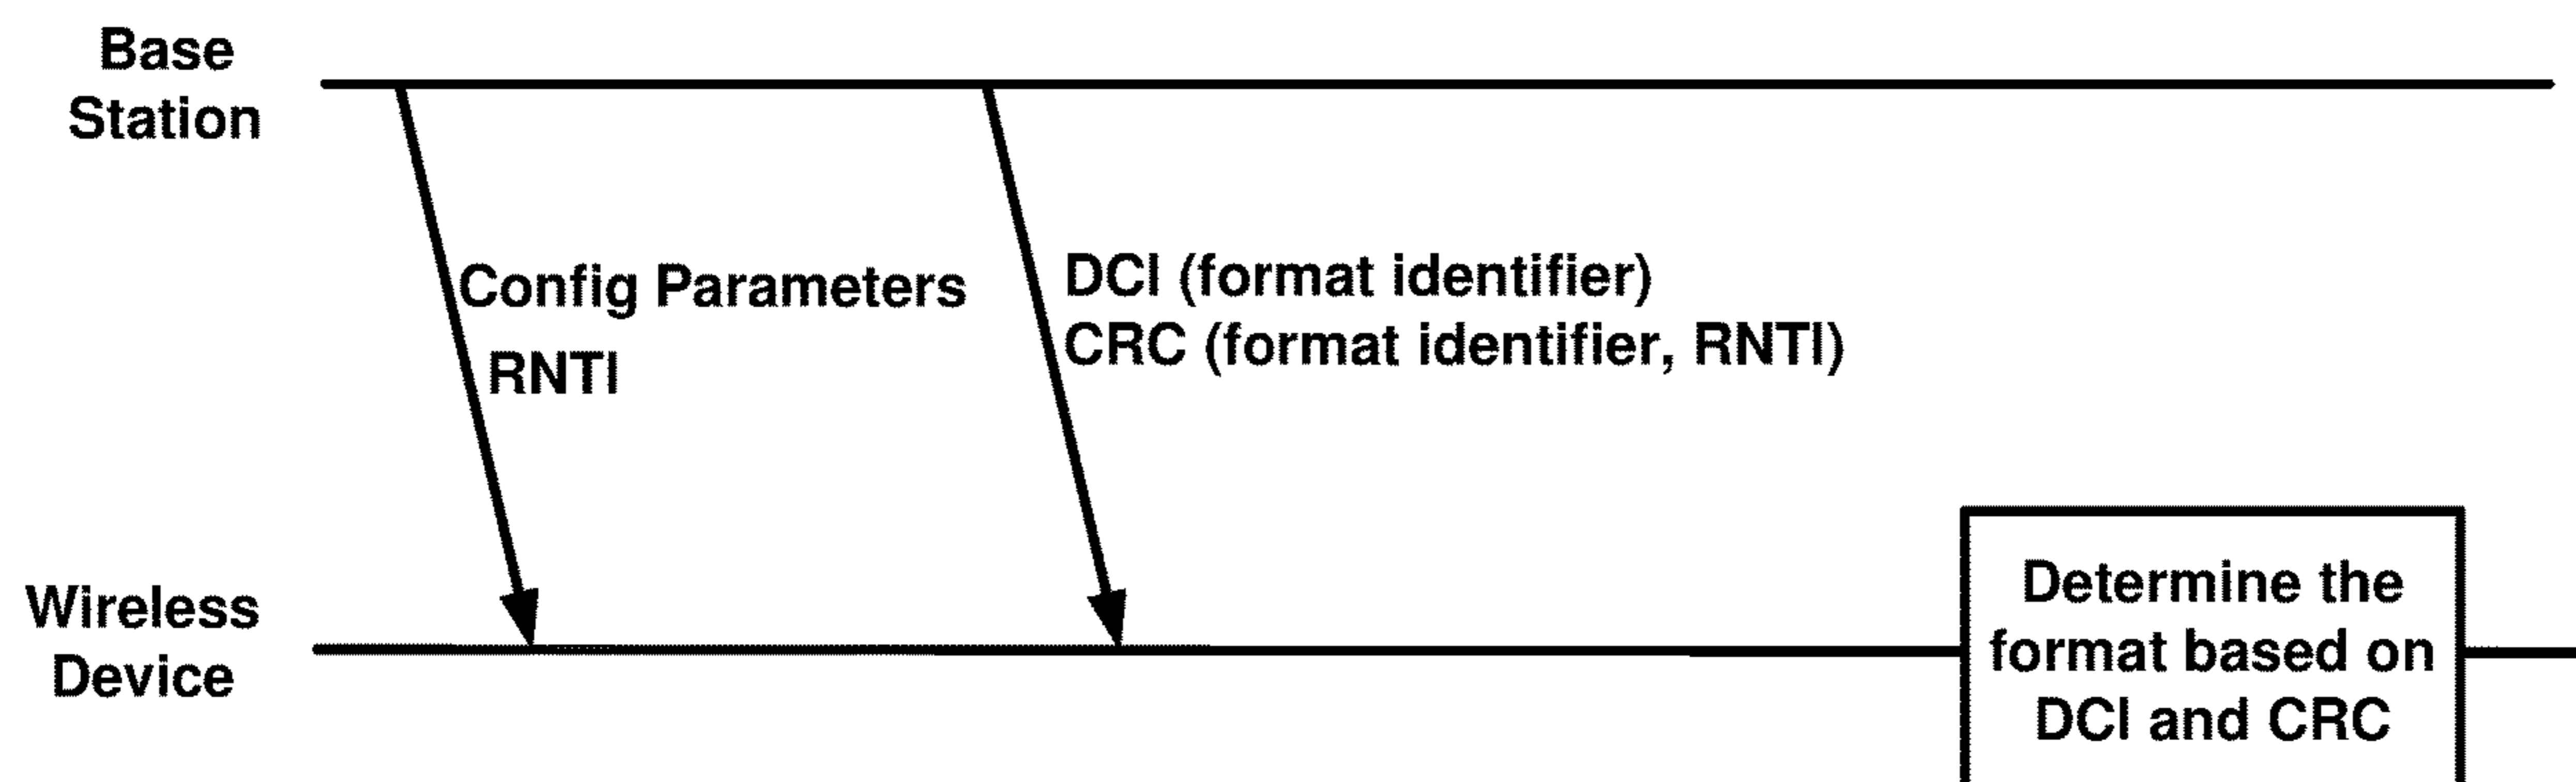 Base
Station
Config Parameters
RNTI
DCI (format identifier)
CRC (format identifier, RNTI)
Wireless
Device
Determine the
format based on
DCI and CRC